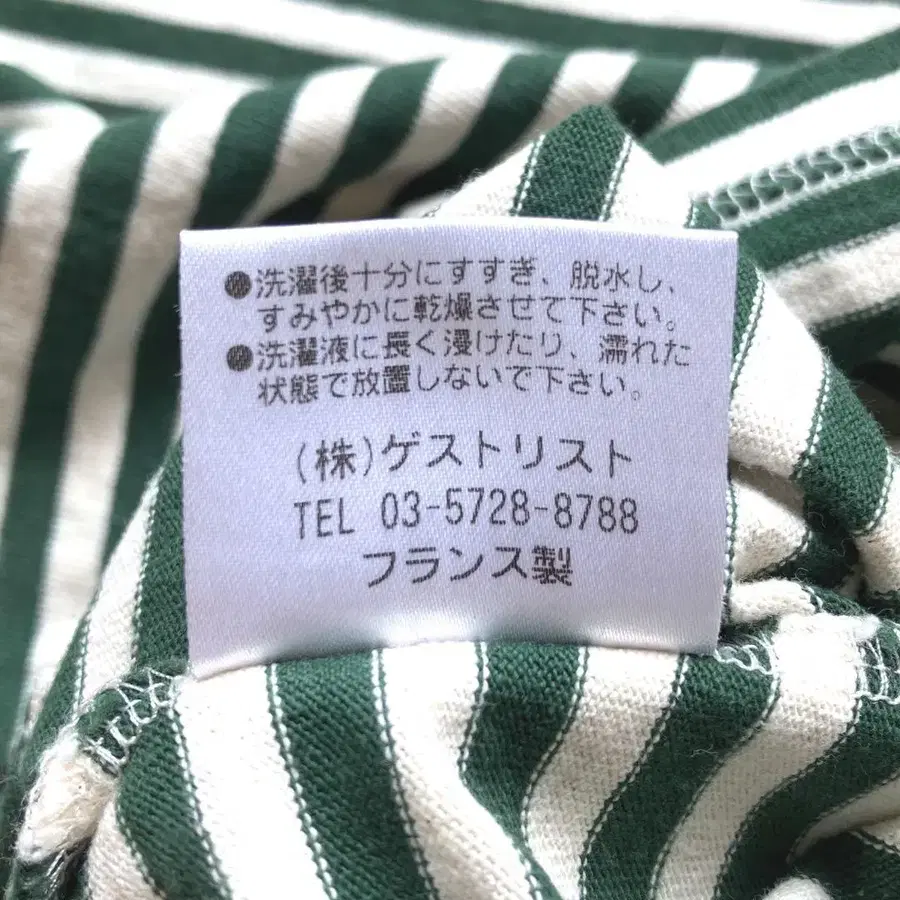 ●洗濯後十分にすすぎ、脱水し、
すみやかに乾燥させて下さい。
●洗濯液に長く浸けたり、濡れた
状態で放置しないで下さい。
(株)ゲストリスト
TEL 03-5728-8788
フランス製